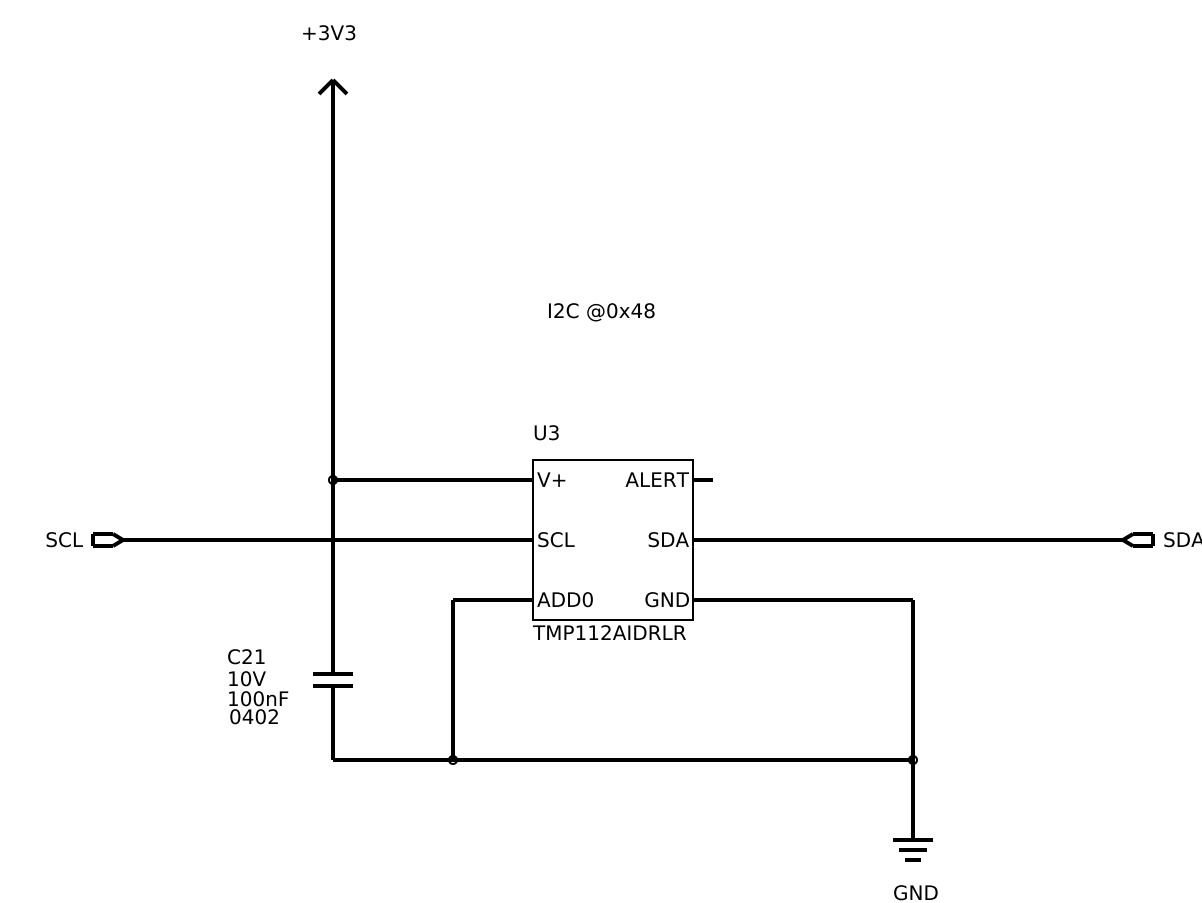 +3V3
I2C @0x48
U3
V+ ALERT
SCL SCL SDA SDA
ADD0 GND
TMP112AIDRLR
C21
10V
100nF
0402
GND